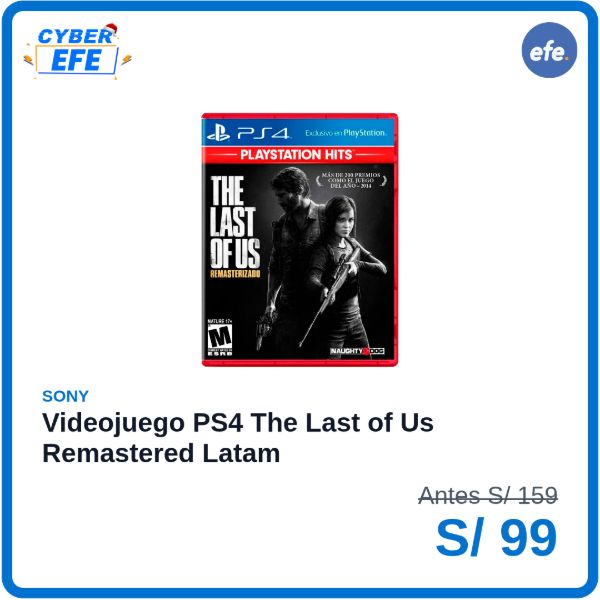 CYBER
EFE
efe.
PS4
Exclusivo en PlayStation.
PLAYSTATION HITS
THE
LAST
OF US
REMASTERIZADO
MÁS DE 200 PREMIOS
COMO EL JUEGO
DEL AÑO - 2014
MATURE 17+
M
ESRB
NAUGHTY DOG
SONY
Videojuego PS4 The Last of Us
Remastered Latam
Antes S/ 159
S/ 99